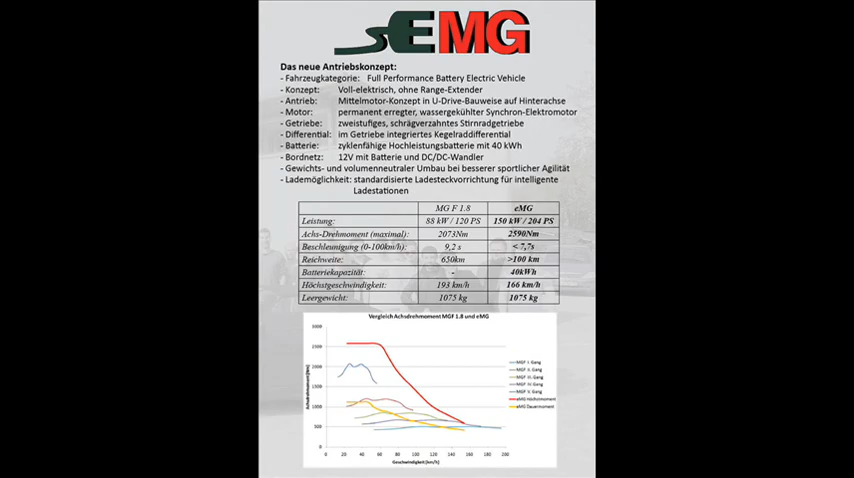 sEMG
Das neue Antriebskonzept:
- Fahrzeugkategorie: Full Performance Battery Electric Vehicle
- Konzept: Voll-elektrisch, ohne Range-Extender
- Antrieb: Mittelmotor-Konzept in U-Drive-Bauweise auf Hinterachse
- Motor: permanent erregter, wassergekühlter Synchron-Elektromotor
- Getriebe: zweistufiges, schrägverzahntes Stirnradgetriebe
- Differential: im Getriebe integriertes Kegelraddifferential
- Batterie: zyklenfähige Hochleistungsbatterie mit 40 kWh
- Bordnetz: 12V mit Batterie und DC/DC-Wandler
- Gewichts- und volumenneutraler Umbau bei besserer sportlicher Agilität
- Lademöglichkeit: standardisierte Ladesteckvorrichtung für intelligente
Ladestationen
MG F 1.8 eMG
Leistung: 88 kW / 120 PS 150 kW / 204 PS
Achs-Drehmoment (maximal): 2073Nm 2590Nm
Beschleunigung (0-100km/h): 9,2 s < 7,7s
Reichweite: 650km >100 km
Batteriekapazität: - 40kWh
Höchstgeschwindigkeit: 193 km/h 166 km/h
Leergewicht: 1075 kg 1075 kg
Vergleich Achsdrehmoment MGF 1.8 und eMG
3000
2500
2000
1500
1000
500
0
Achsdrehmoment [Nm]
0 20 40 60 80 100 120 140 160 180 200
Geschwindigkeit [km/h]
MGF I. Gang
MGF II. Gang
MGF III. Gang
MGF IV. Gang
MGF V. Gang
eMG Höchstmoment
eMG Dauermoment